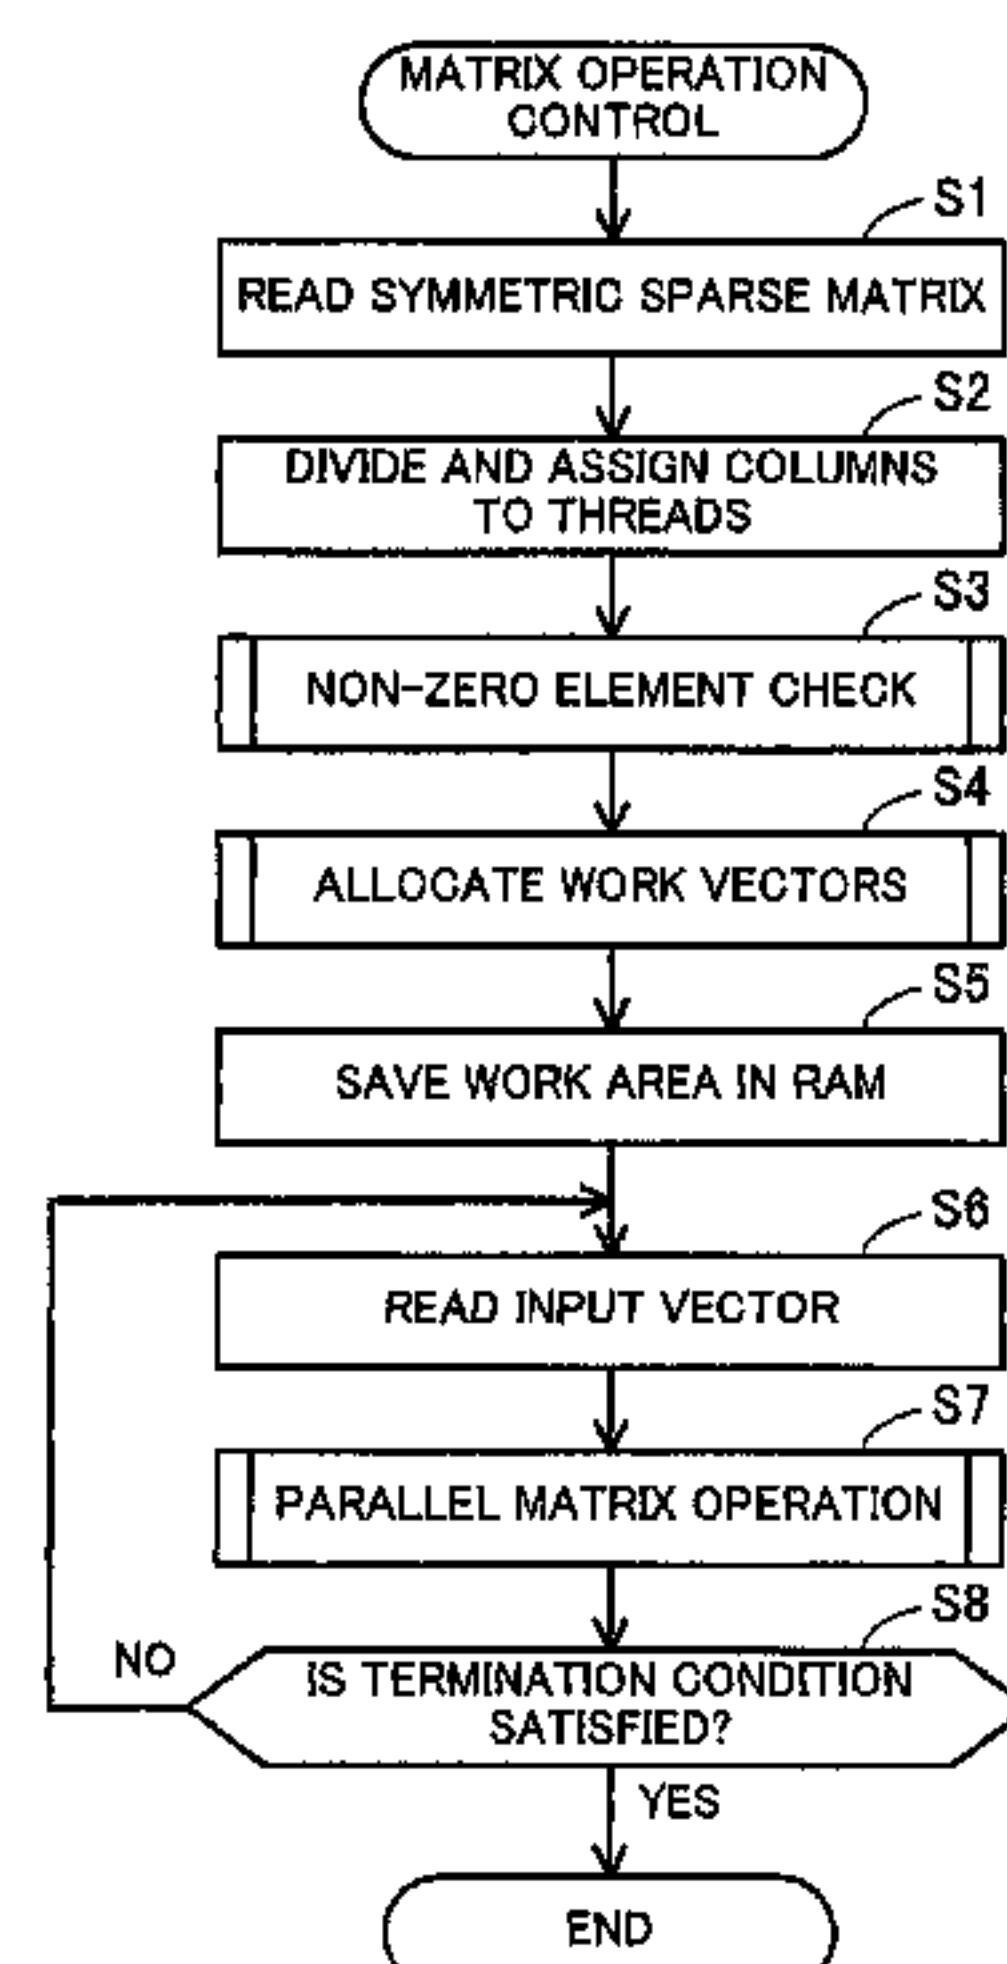 MATRIX OPERATION
CONTROL
S1
READ SYMMETRIC SPARSE MATRIX
S2
DIVIDE AND ASSIGN COLUMNS
TO THREADS
S3
NON-ZERO ELEMENT CHECK
S4
ALLOCATE WORK VECTORS
S5
SAVE WORK AREA IN RAM
S6
READ INPUT VECTOR
S7
PARALLEL MATRIX OPERATION
S8
IS TERMINATION CONDITION
SATISFIED?
NO
YES
END